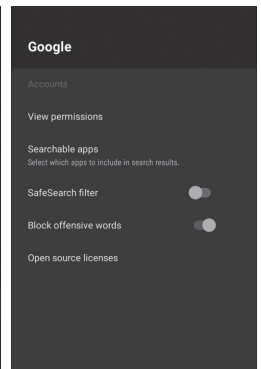 Google
Accounts
View permissions
Searchable apps
Select which apps to include in search results.
SafeSearch filter
Block offensive words
Open source licenses